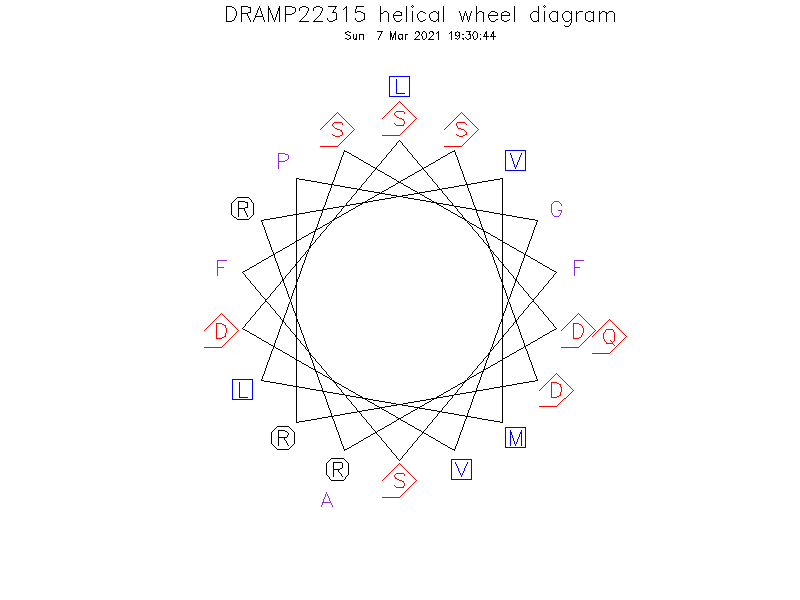 DRAMP22315 helical wheel diagram
Sun 7 Mar 2021 19:30:44
L
S S S
P V
R G
F F
D D Q
L D
R M
R S V
A